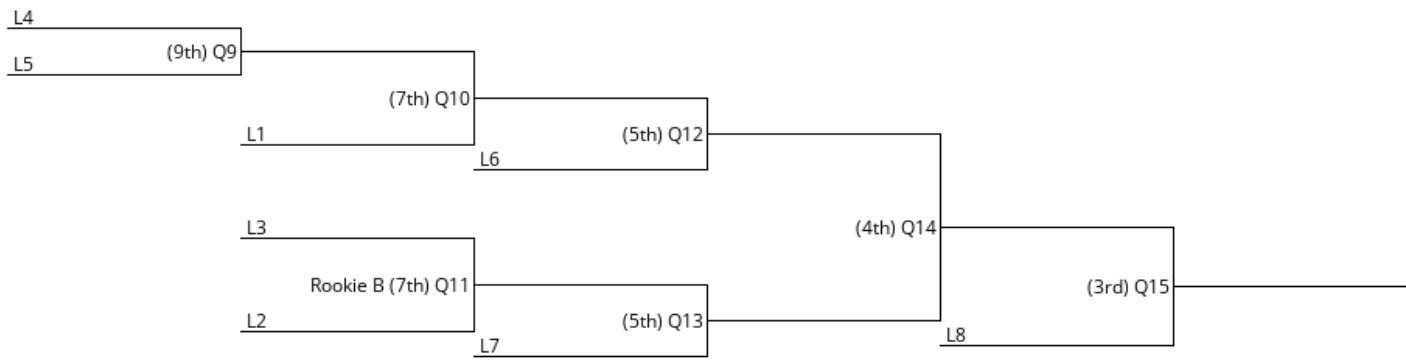 L4
(9th) Q9
L5
(7th) Q10
L1
(5th) Q12
L6
L3
(4th) Q14
Rookie B (7th) Q11
(3rd) Q15
L2
(5th) Q13
L8
L7